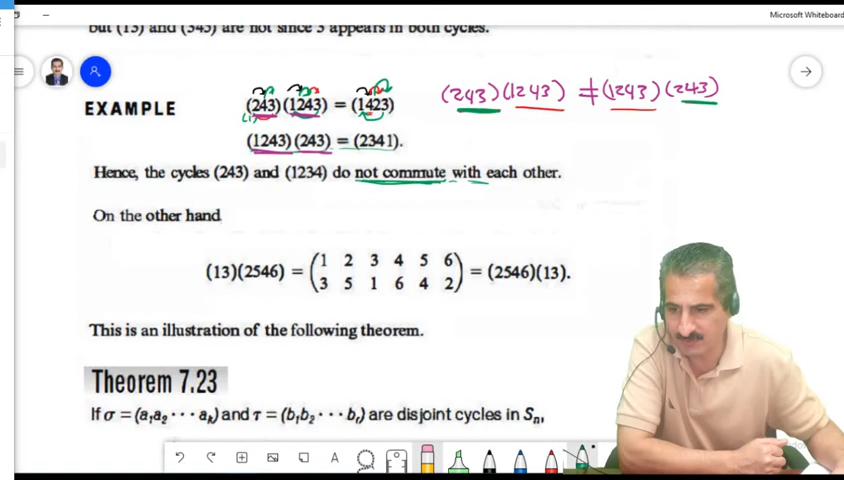 Microsoft Whiteboard
but (13) and (345) are not since 3 appears in both cycles.
(243)(1243) ≠ (1243)(243)
EXAMPLE (243)(1243) = (1423)
(1)
(1243)(243) = (2341).
Hence, the cycles (243) and (1234) do not commute with each other.
On the other hand
(13)(2546) = (1 2 3 4 5 6
3 5 1 6 4 2) = (2546)(13).
This is an illustration of the following theorem.
Theorem 7.23
If σ = (a₁a₂ ⋯ aₖ) and τ = (b₁b₂ ⋯ bᵣ) are disjoint cycles in Sₙ,
A